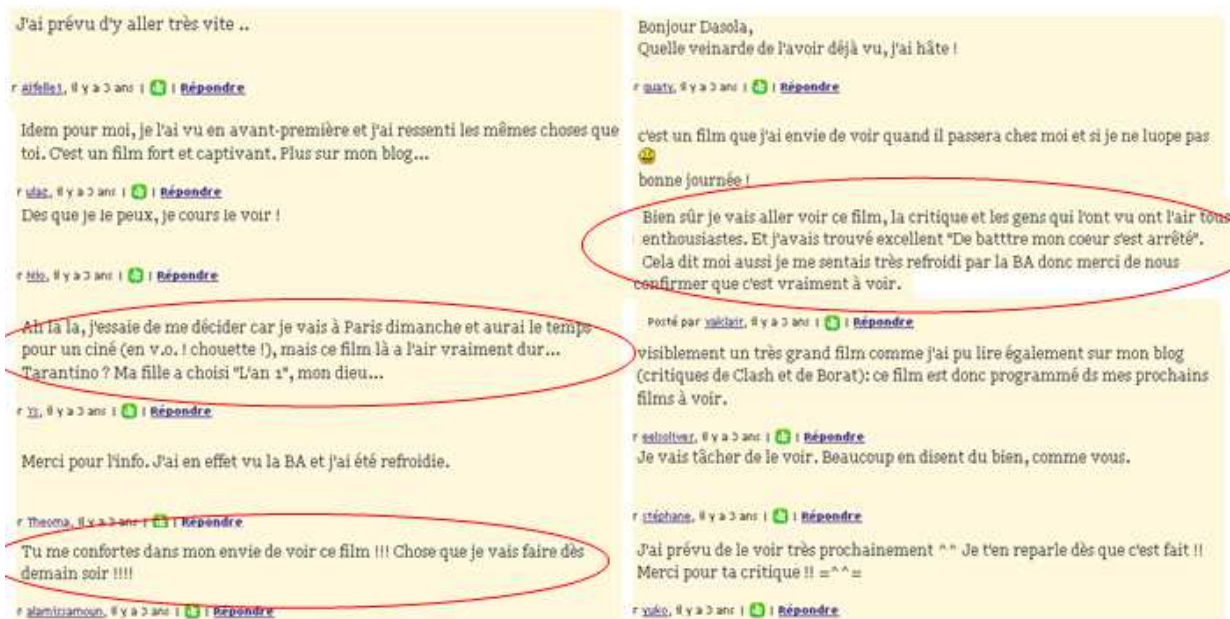 J'ai prévu d'y aller très vite ..
r Aifelle1, il y a 3 ans | | Répondre
Idem pour moi, je l'ai vu en avant-première et j'ai ressenti les mêmes choses que
toi. C'est un film fort et captivant. Plus sur mon blog...
r il y a 3 ans | | Répondre
Dès que je le peux, je cours le voir !
r il y a 3 ans | | Répondre
Ah la la, j'essaie de me décider car je vais à Paris dimanche et aurai le temps
pour un ciné (en v.o. ! chouette !), mais ce film là a l'air vraiment dur...
Tarantino ? Ma fille a choisi "L'an 1", mon dieu...
r Ys, il y a 3 ans | | Répondre
Merci pour l'info. J'ai en effet vu la BA et j'ai été refroidie.
r Theoma, il y a 3 ans | | Répondre
Tu me confortes dans mon envie de voir ce film !!! Chose que je vais faire dès
demain soir !!!!
r alamissamoun, il y a 3 ans | | Répondre
Bonjour Dasola,
Quelle veinarde de l'avoir déjà vu, j'ai hâte !
r il y a 3 ans | | Répondre
c'est un film que j'ai envie de voir quand il passera chez moi et si je ne luope pas
bonne journée !
Bien sûr je vais aller voir ce film, la critique et les gens qui l'ont vu ont l'air tous
enthousiastes. Et j'avais trouvé excellent "De batttre mon coeur s'est arrêté".
Cela dit moi aussi je me sentais très refroidi par la BA donc merci de nous
confirmer que c'est vraiment à voir.
Posté par valclair, il y a 3 ans | | Répondre
visiblement un très grand film comme j'ai pu lire également sur mon blog
(critiques de Clash et de Borat): ce film est donc programmé ds mes prochains
films à voir.
r eelsoliver, il y a 3 ans | | Répondre
Je vais tâcher de le voir. Beaucoup en disent du bien, comme vous.
r stéphane, il y a 3 ans | | Répondre
J'ai prévu de le voir très prochainement ^^ Je t'en reparle dès que c'est fait !!
Merci pour ta critique !! =^^=
r yuko, il y a 3 ans | | Répondre